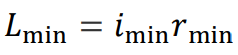 L_min = i_min r_min